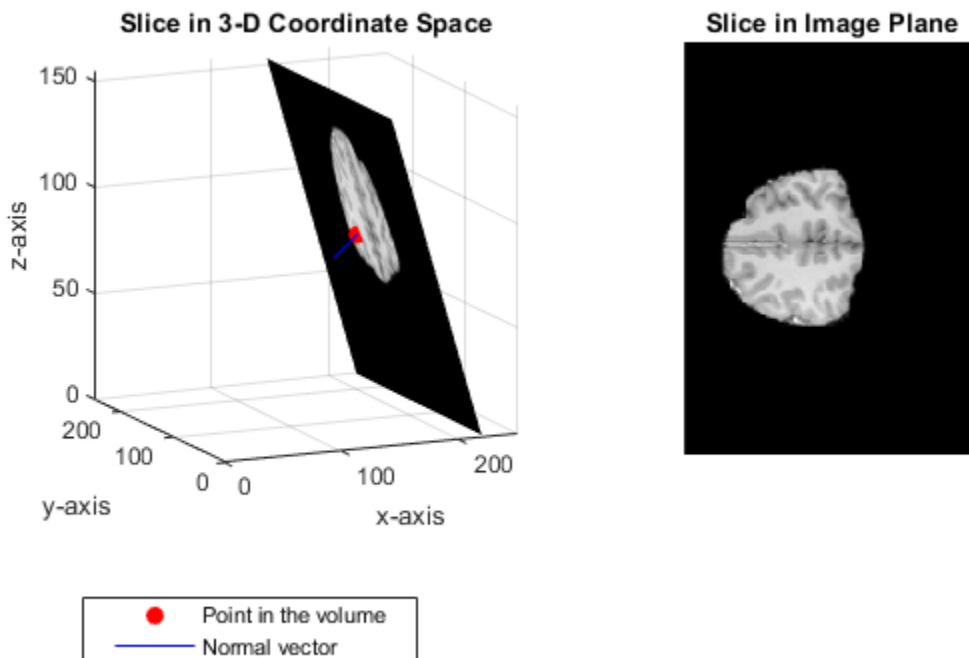 Slice in 3-D Coordinate Space
150
100
50
0
z-axis
200
100
0
y-axis
0
100
200
x-axis
Slice in Image Plane
Point in the volume
Normal vector